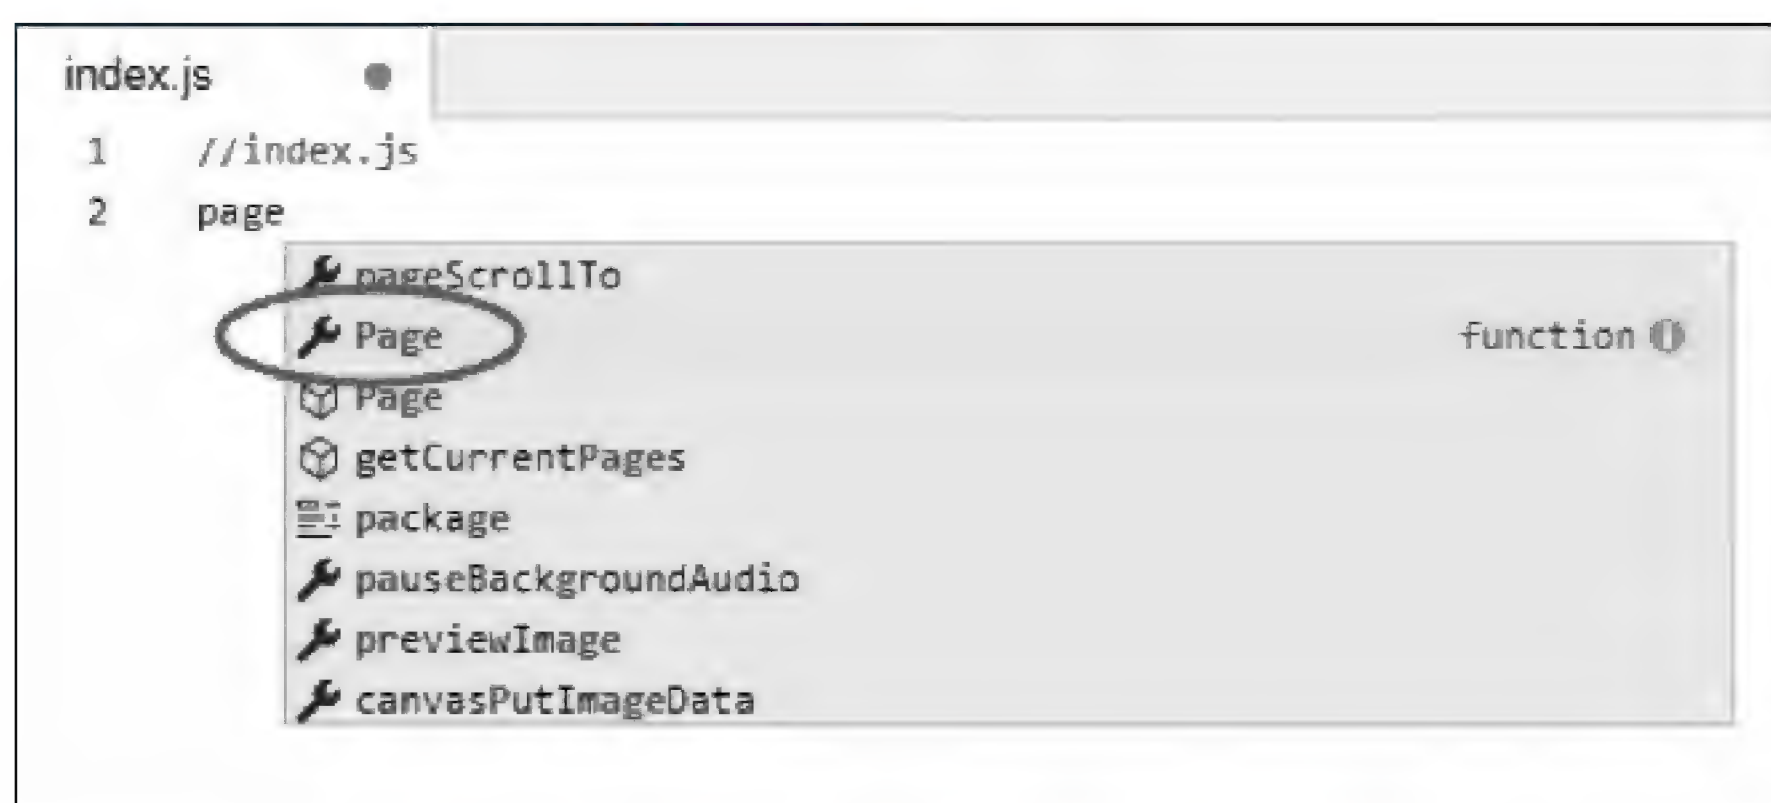 index.js
1 //index.js
2 page
pageScrollTo
Page function
Page
getCurrentPages
package
pauseBackgroundAudio
previewImage
canvasPutImageData